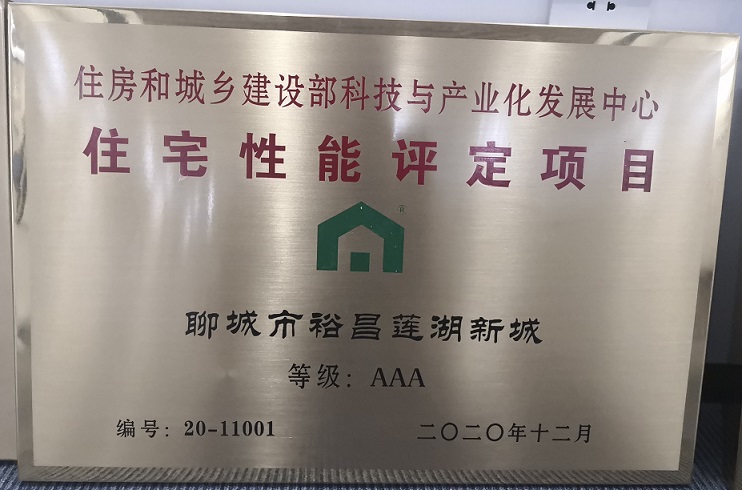 住房和城乡建设部科技与产业化发展中心
住宅性能评定项目
聊城市裕昌莲湖新城
等级：AAA
编号：20-11001
二〇二〇年十二月